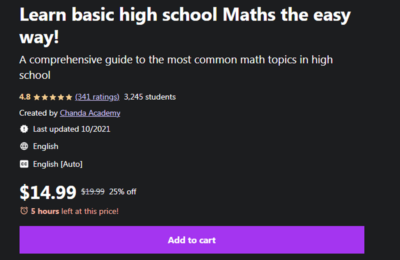 Learn basic high school Maths the easy
way!
A comprehensive guide to the most common math topics in high
school
4.8 ★★★★★ (341 ratings) 3,245 students
Created by Chanda Academy
Last updated 10/2021
English
CC English [Auto]
$14.99 $19.99 25% off
5 hours left at this price!
Add to cart